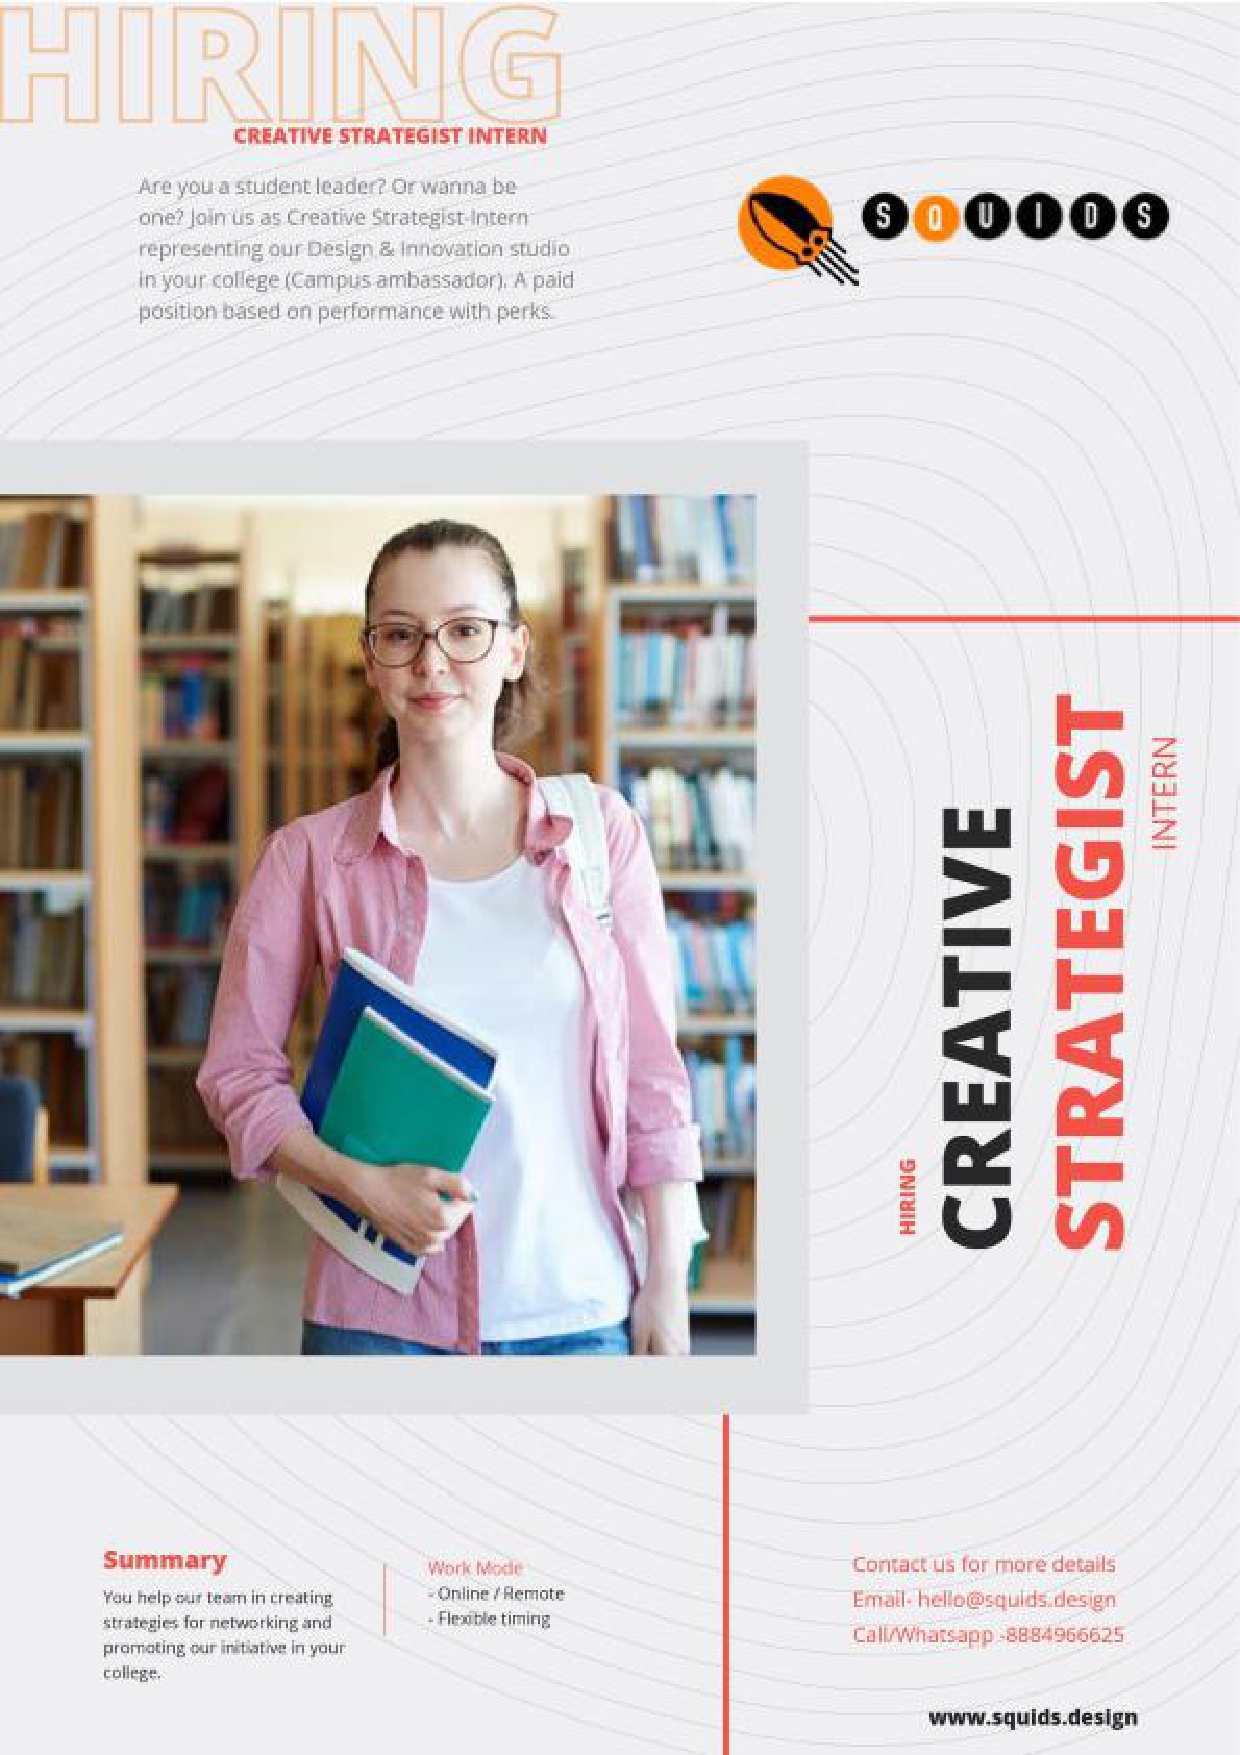 HIRING
CREATIVE STRATEGIST INTERN
Are you a student leader? Or wanna be
one? Join us as Creative Strategist-Intern
representing our Design & Innovation studio
in your college (Campus ambassador). A paid
position based on performance with perks.
SQUIDS
HIRING
CREATIVE
STRATEGIST
INTERN
Summary
You help our team in creating
strategies for networking and
promoting our initiative in your
college.
Work Mode
- Online / Remote
- Flexible timing
Contact us for more details
Email- hello@squids.design
Call/Whatsapp -8884966625
www.squids.design